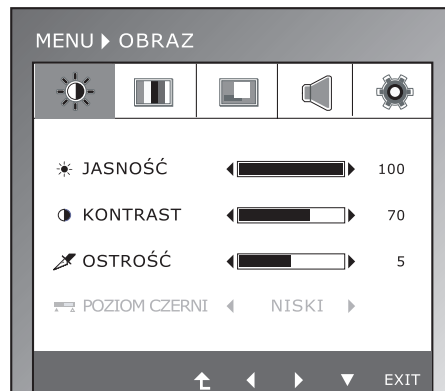 MENU OBRAZ
JASNOŚĆ 100
KONTRAST 70
OSTROŚĆ 5
POZIOM CZERNI NISKI
EXIT